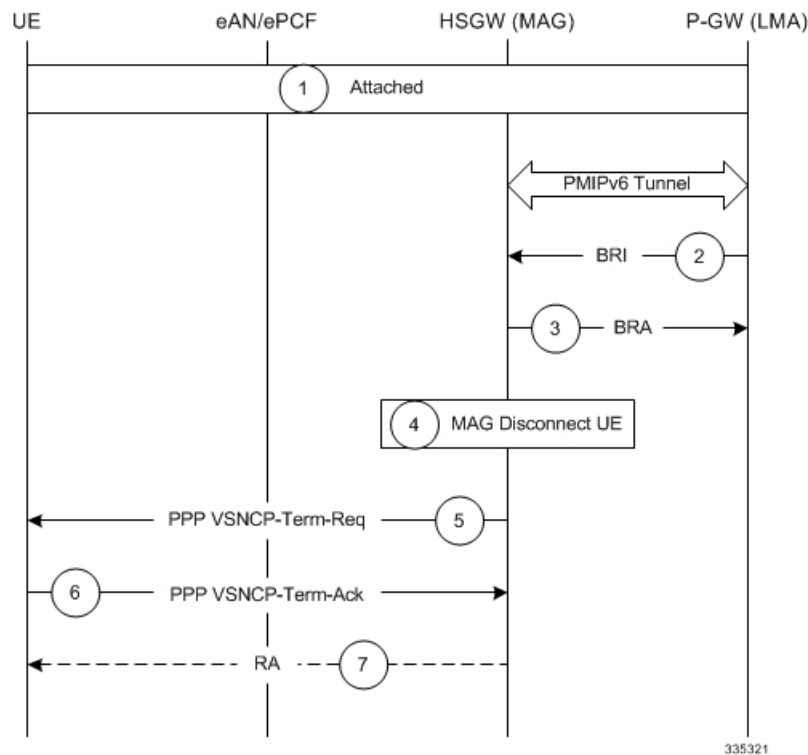 UE eAN/ePCF HSGW (MAG) P-GW (LMA)
1 Attached
PMIPv6 Tunnel
BRI 2
3 BRA
4 MAG Disconnect UE
PPP VSNCP-Term-Req 5
6 PPP VSNCP-Term-Ack
RA 7
335321